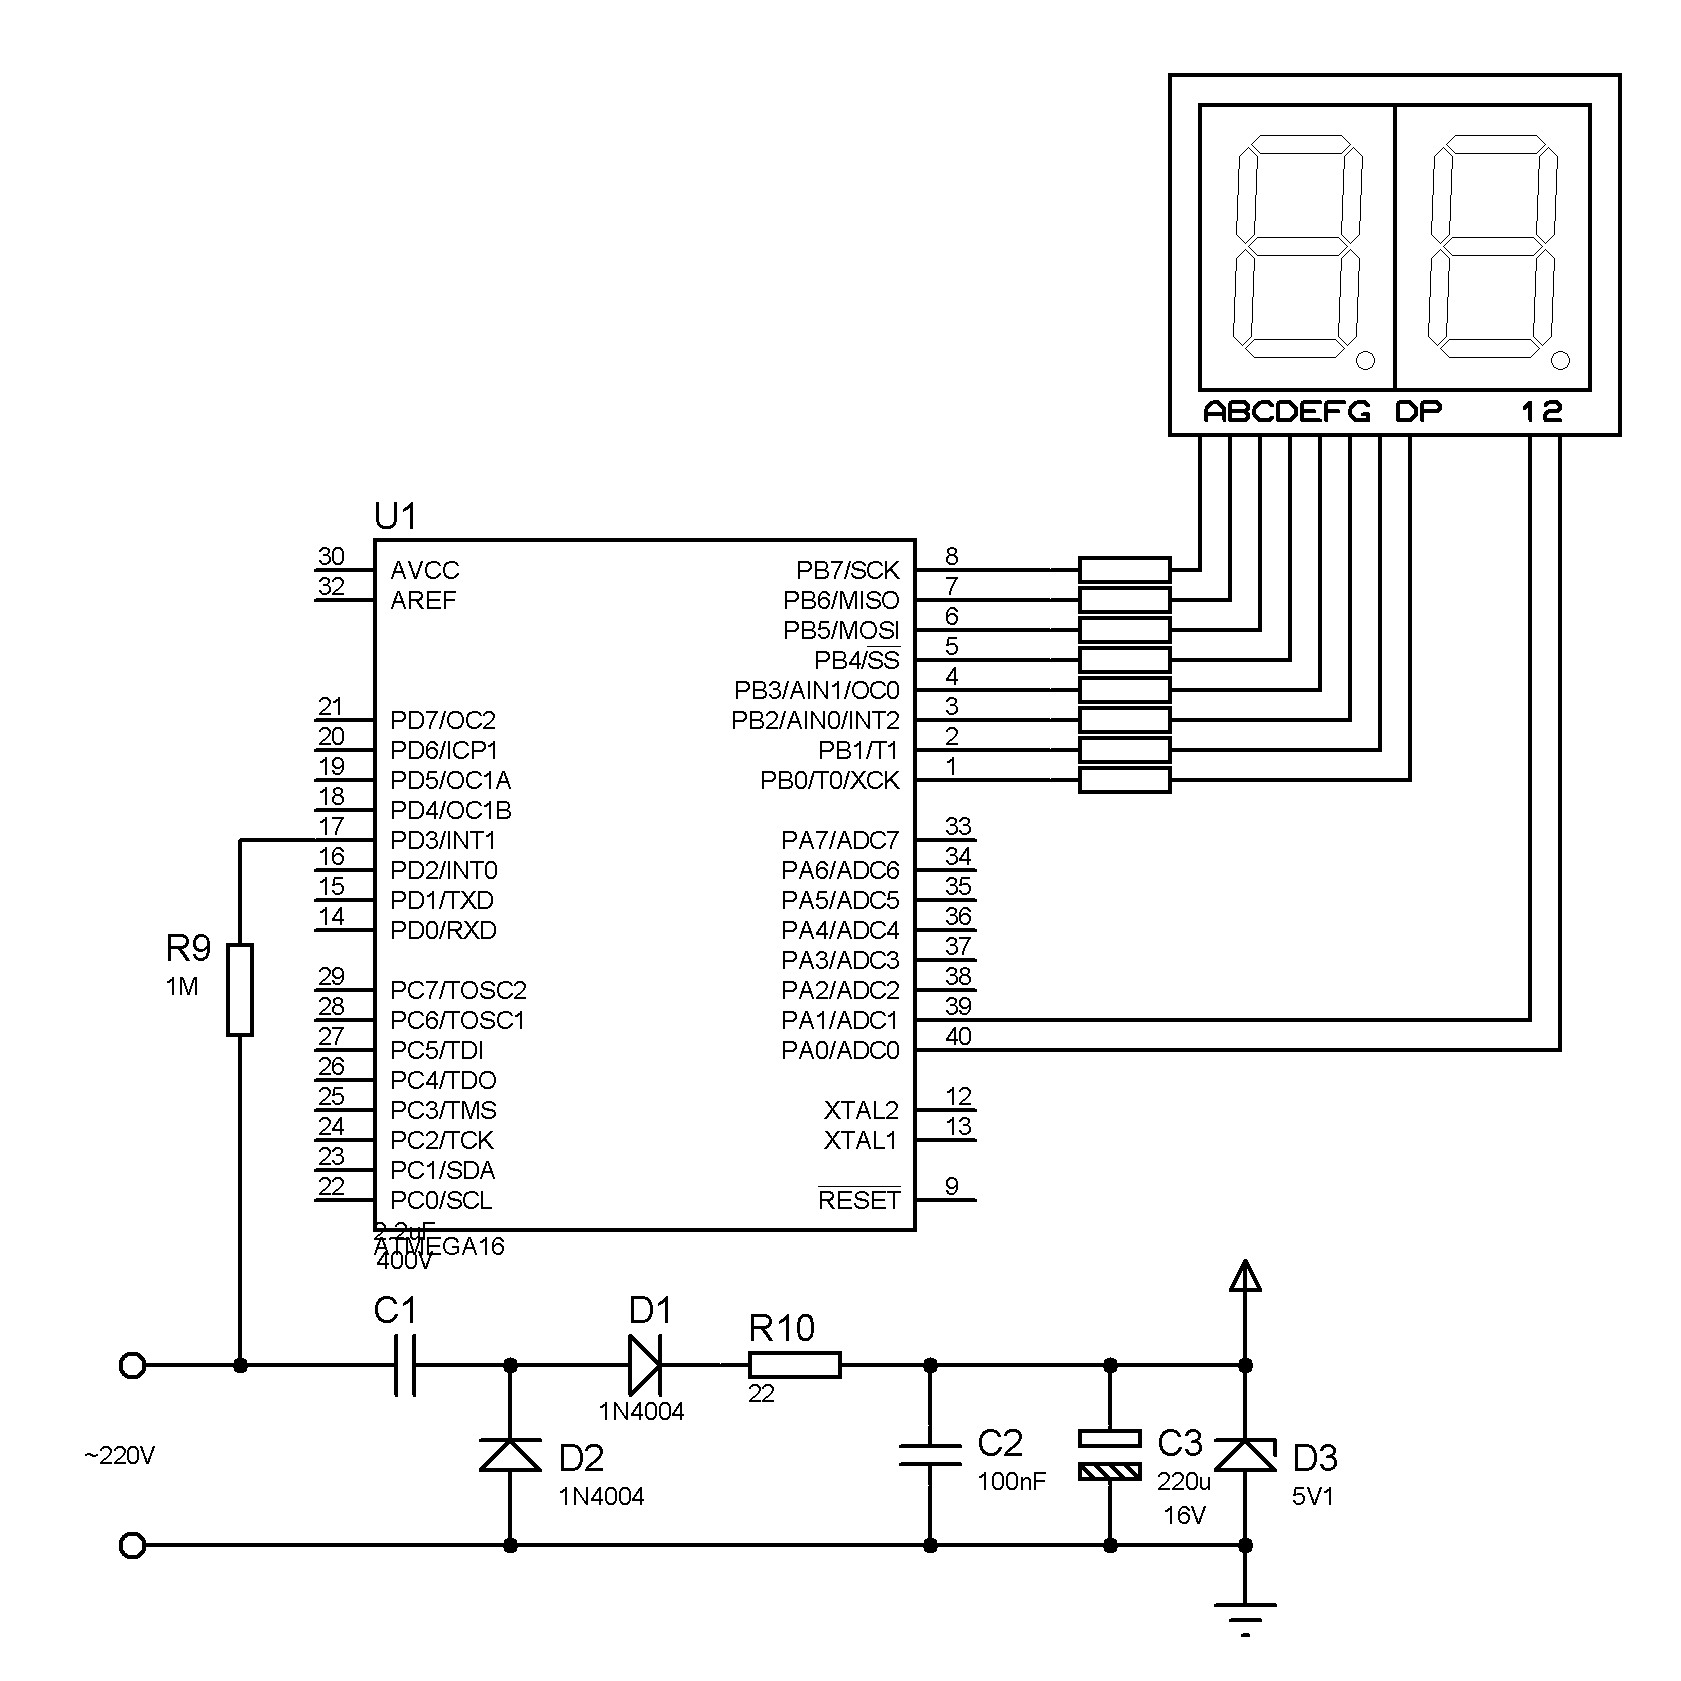 ABCDEFG DP 12
U1
30 AVCC
32 AREF
21 PD7/OC2
20 PD6/ICP1
19 PD5/OC1A
18 PD4/OC1B
17 PD3/INT1
16 PD2/INT0
15 PD1/TXD
14 PD0/RXD
29 PC7/TOSC2
28 PC6/TOSC1
27 PC5/TDI
26 PC4/TDO
25 PC3/TMS
24 PC2/TCK
23 PC1/SDA
22 PC0/SCL
PB7/SCK 8
PB6/MISO 7
PB5/MOSI 6
PB4/SS 5
PB3/AIN1/OC0 4
PB2/AIN0/INT2 3
PB1/T1 2
PB0/T0/XCK 1
PA7/ADC7 33
PA6/ADC6 34
PA5/ADC5 35
PA4/ADC4 36
PA3/ADC3 37
PA2/ADC2 38
PA1/ADC1 39
PA0/ADC0 40
XTAL2 12
XTAL1 13
RESET 9
R9
1M
2.2uF
ATMEGA16
400V
C1
D1
1N4004
R10
22
~220V
D2
1N4004
C2
100nF
C3
220u
16V
D3
5V1